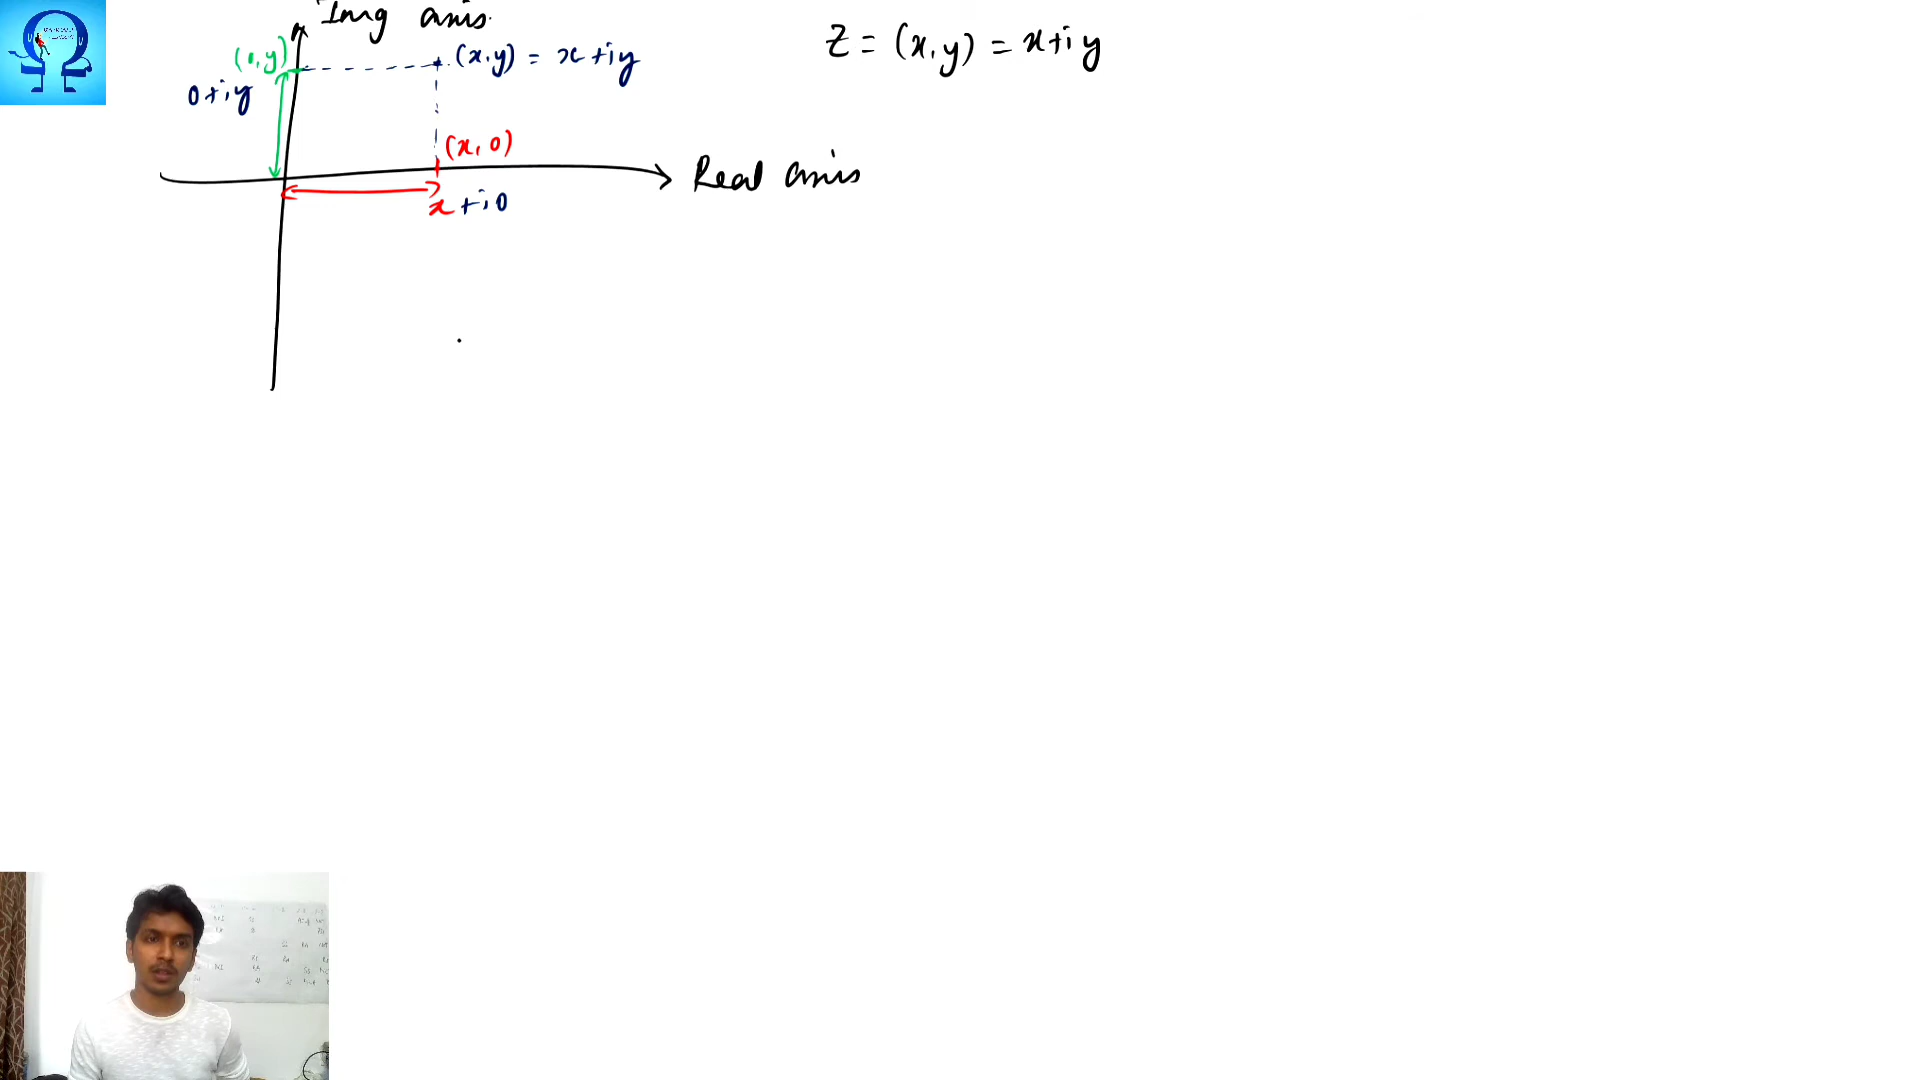 Img axis
(0,y)
(x,y) = x+iy
z = (x,y) = x+iy
0+iy
(x,0)
Real axis
x+i0